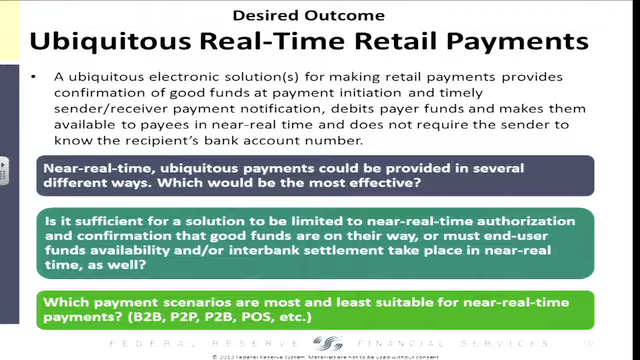 Desired Outcome
Ubiquitous Real-Time Retail Payments
• A ubiquitous electronic solution(s) for making retail payments provides
confirmation of good funds at payment initiation and timely
sender/receiver payment notification, debits payer funds and makes them
available to payees in near-real time and does not require the sender to
know the recipient's bank account number.
Near-real-time, ubiquitous payments could be provided in several
different ways. Which would be the most effective?
Is it sufficient for a solution to be limited to near-real-time authorization
and confirmation that good funds are on their way, or must end-user
funds availability and/or interbank settlement take place in near-real
time, as well?
Which payment scenarios are most and least suitable for near-real-time
payments? (B2B, P2P, P2B, POS, etc.)
FEDERAL RESERVE FINANCIAL SERVICES
© 2013 Federal Reserve System. Materials are not to be used without consent.